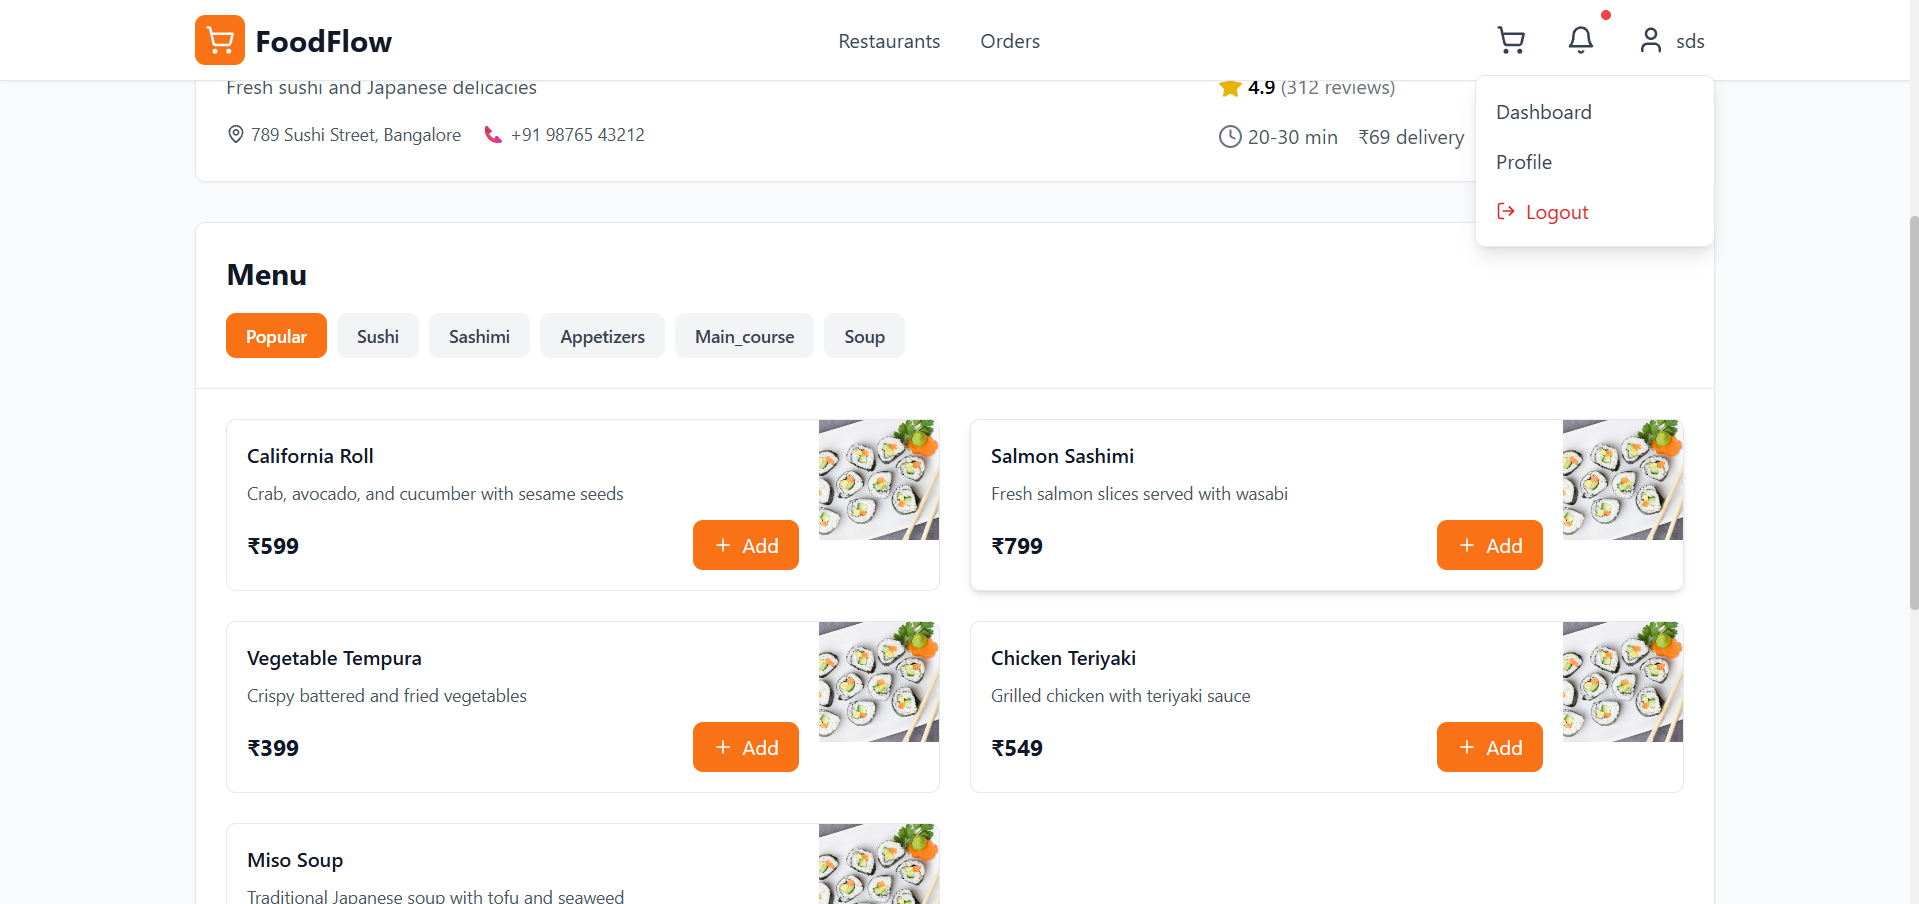 FoodFlow
Restaurants
Orders
sds
Fresh sushi and Japanese delicacies
4.9 (312 reviews)
Dashboard
789 Sushi Street, Bangalore
+91 98765 43212
20-30 min
₹69 delivery
Profile
Logout
Menu
Popular
Sushi
Sashimi
Appetizers
Main_course
Soup
California Roll
Crab, avocado, and cucumber with sesame seeds
₹599
+ Add
Salmon Sashimi
Fresh salmon slices served with wasabi
₹799
+ Add
Vegetable Tempura
Crispy battered and fried vegetables
₹399
+ Add
Chicken Teriyaki
Grilled chicken with teriyaki sauce
₹549
+ Add
Miso Soup
Traditional Japanese soup with tofu and seaweed